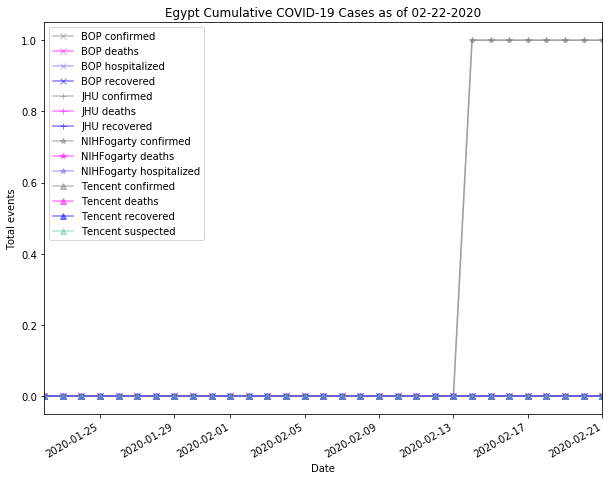 Egypt Cumulative COVID-19 Cases as of 02-22-2020
BOP confirmed
BOP deaths
BOP hospitalized
BOP recovered
JHU confirmed
JHU deaths
JHU recovered
NIHFogarty confirmed
NIHFogarty deaths
NIHFogarty hospitalized
Tencent confirmed
Tencent deaths
Tencent recovered
Tencent suspected
Total events
1.0
0.8
0.6
0.4
0.2
0.0
2020-01-25
2020-01-29
2020-02-01
2020-02-05
2020-02-09
2020-02-13
2020-02-17
2020-02-21
Date